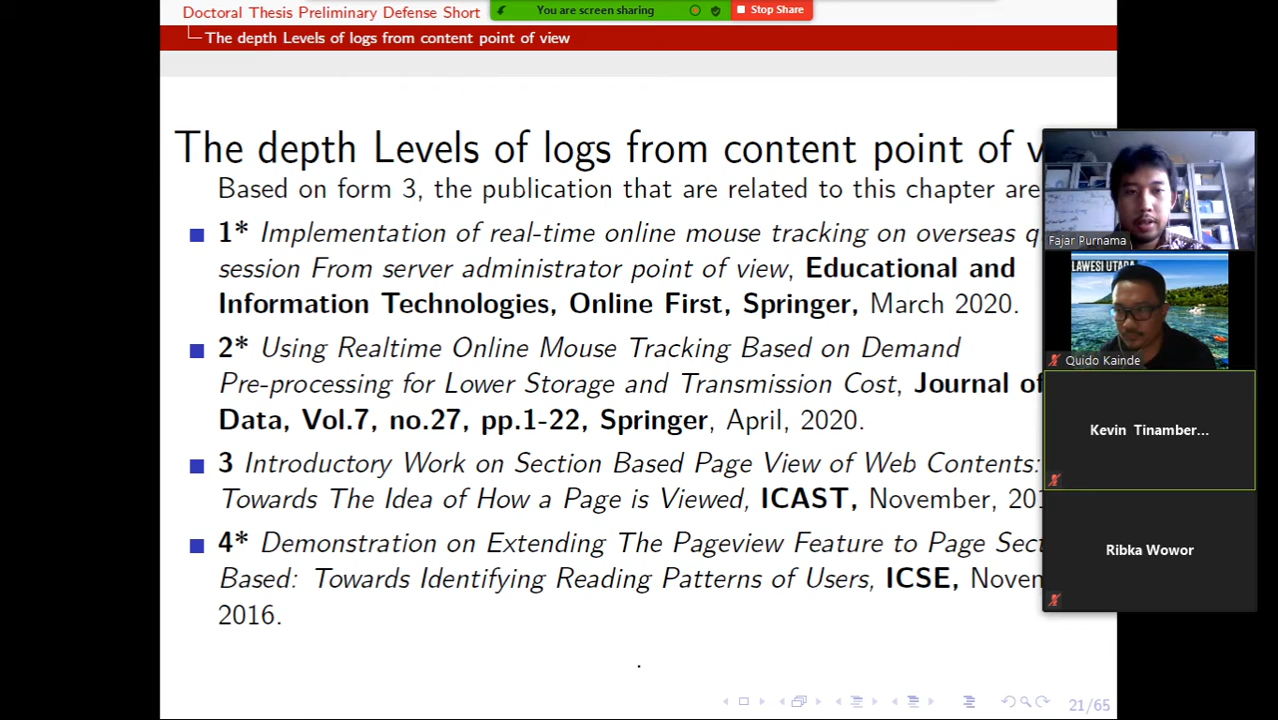 Doctoral Thesis Preliminary Defense Short
You are screen sharing
Stop Share
The depth Levels of logs from content point of view
The depth Levels of logs from content point of
Based on form 3, the publication that are related to this chapter are
1* Implementation of real-time online mouse tracking on overseas
session From server administrator point of view, Educational and
Information Technologies, Online First, Springer, March 2020.
2* Using Realtime Online Mouse Tracking Based on Demand
Pre-processing for Lower Storage and Transmission Cost, Journal of
Data, Vol.7, no.27, pp.1-22, Springer, April, 2020.
3 Introductory Work on Section Based Page View of Web Contents:
Towards The Idea of How a Page is Viewed, ICAST, November,
4* Demonstration on Extending The Pageview Feature to Page
Based: Towards Identifying Reading Patterns of Users, ICSE,
2016.
21/65
Fajar Purnama
LAWESI UTARA
Quido Kainde
Kevin Tinamber...
Ribka Wowor